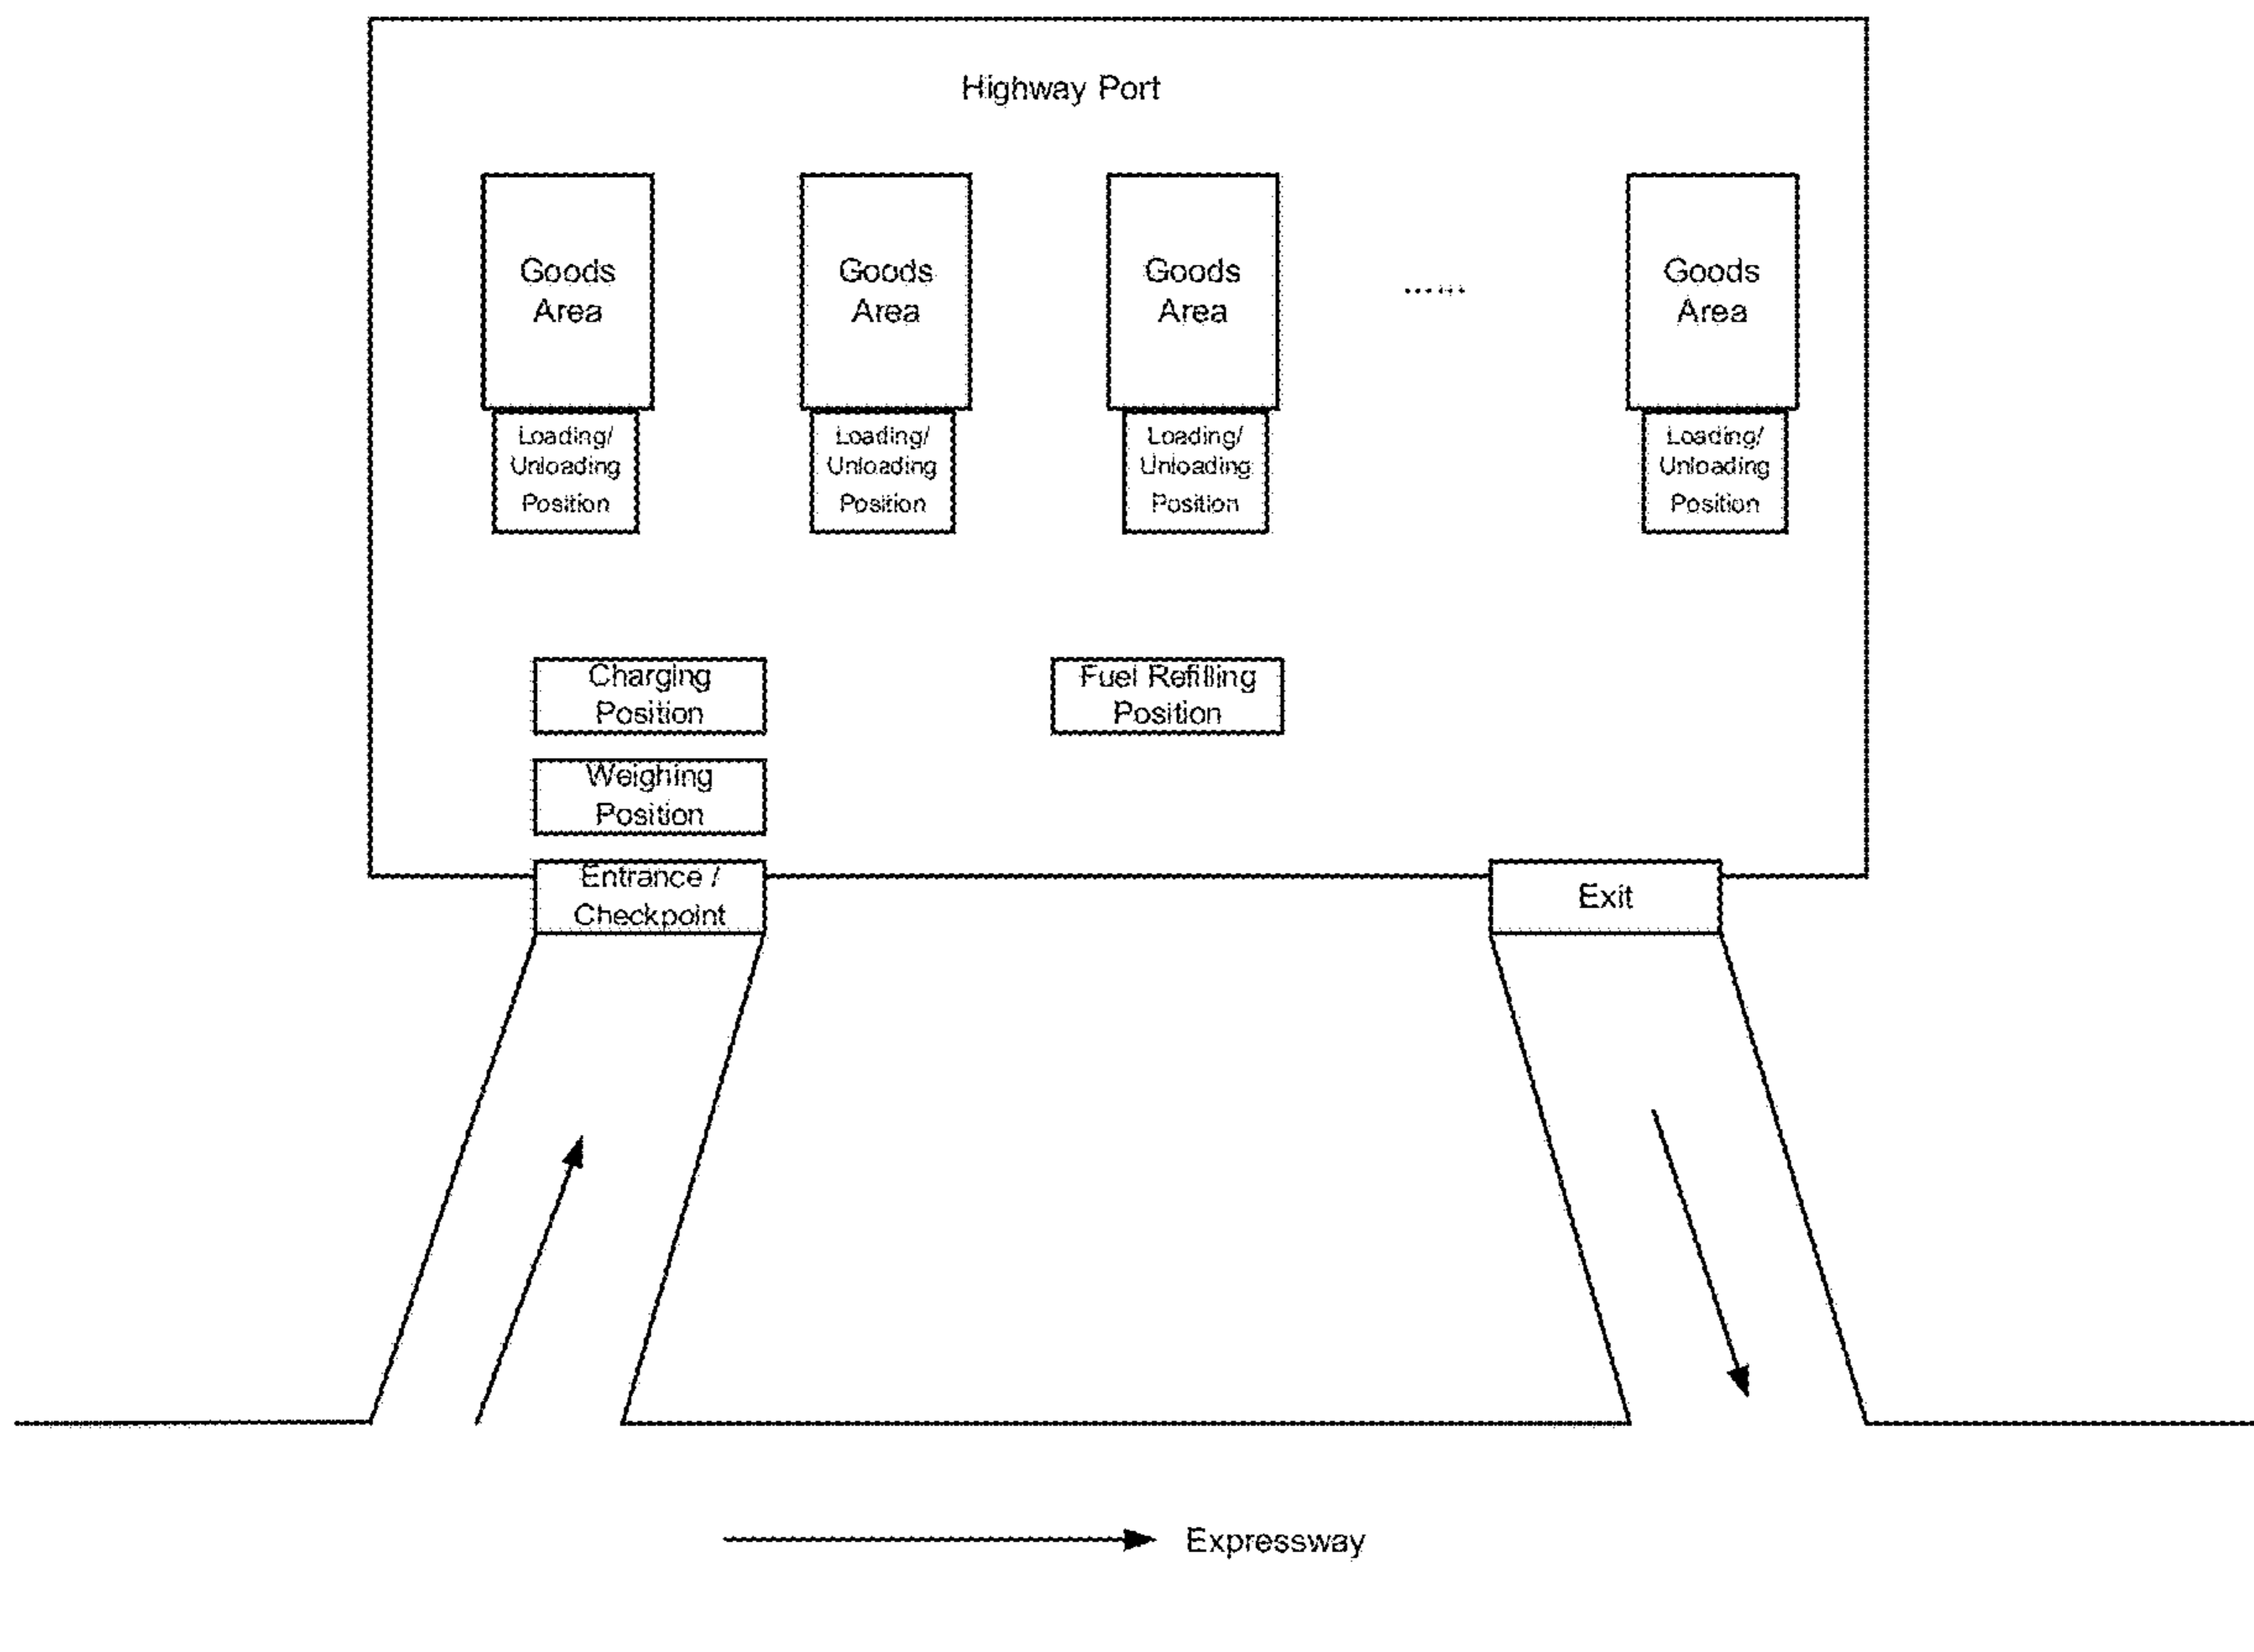 Highway Port
Goods
Area
Goods
Area
Goods
Area
......
Goods
Area
Loading/
Unloading
Position
Loading/
Unloading
Position
Loading/
Unloading
Position
Loading/
Unloading
Position
Charging
Position
Fuel Refilling
Position
Weighing
Position
Entrance /
Checkpoint
Exit
Expressway